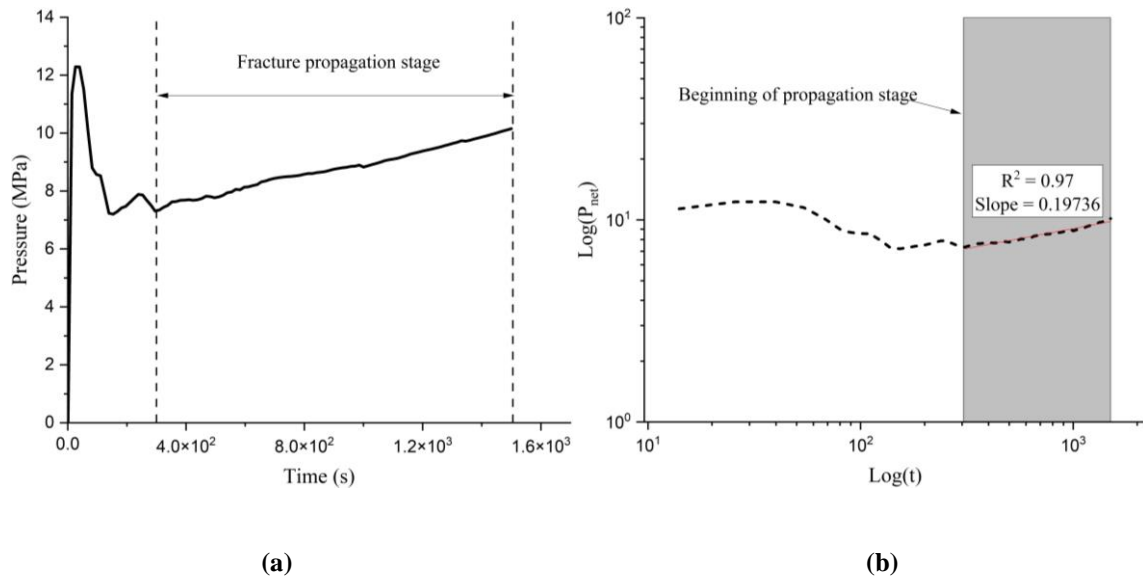 14
12
10
8
6
4
2
0
Pressure (MPa)
Fracture propagation stage
0.0
4.0×10²
8.0×10²
1.2×10³
1.6×10³
Time (s)
(a)
10²
10¹
10⁰
Log(Pnet)
Beginning of propagation stage
R² = 0.97
Slope = 0.19736
10¹
10²
10³
Log(t)
(b)